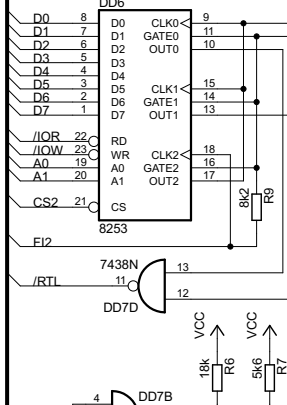 DD6
D0 8 D0 CLK0 9
D1 7 D1 GATE0 11
D2 6 D2 OUT0 10
D3 5 D3
D4 4 D4
D5 3 D5 CLK1 15
D6 2 D6 GATE1 14
D7 1 D7 OUT1 13
/IOR 22 RD
/IOW 23 WR CLK2 18
A0 19 A0 GATE2 16
A1 20 A1 OUT2 17
CS2 21 CS
8k2 R9
8253
FI2
7438N 13
/RTL 11
DD7D 12
VCC VCC
18k R6 5k6 R7
4 DD7B